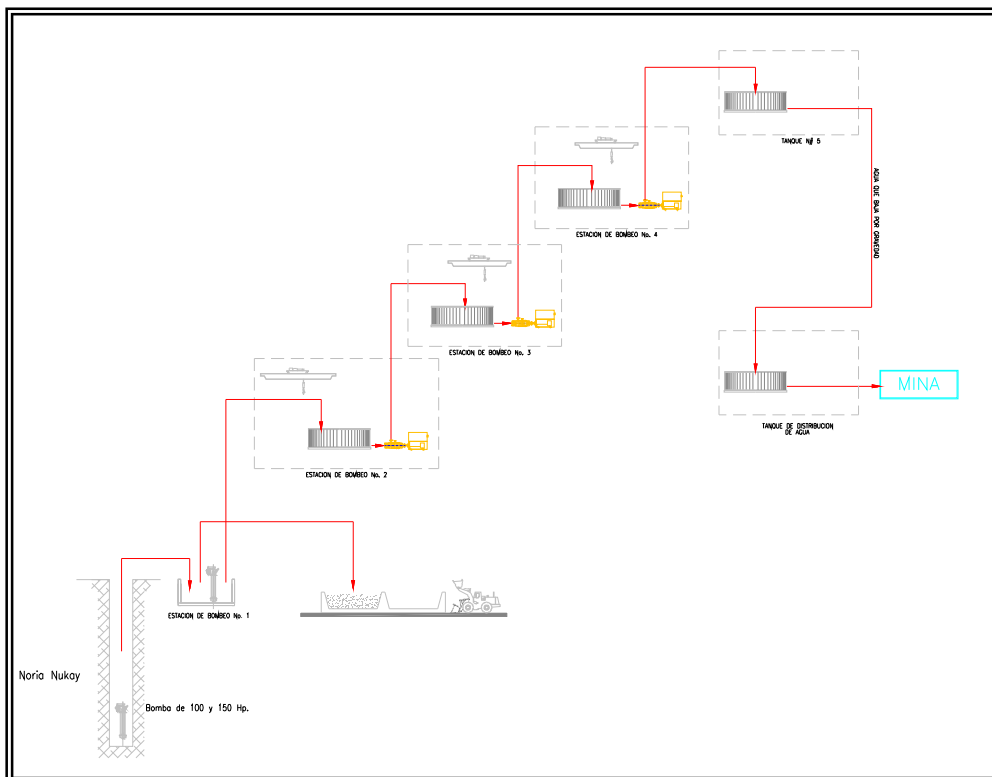 TANQUE Nº 5
AGUA QUE BAJA POR GRAVEDAD
ESTACION DE BOMBEO No. 4
ESTACION DE BOMBEO No. 3
MINA
TANQUE DE DISTRIBUCION
DE AGUA
ESTACION DE BOMBEO No. 2
ESTACION DE BOMBEO No. 1
Noria Nukay
Bomba de 100 y 150 Hp.